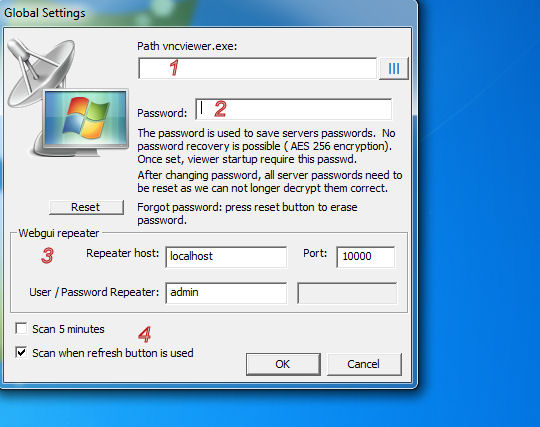 Global Settings
Path vncviewer.exe:
1
Password:
2
The password is used to save servers passwords. No
password recovery is possible ( AES 256 encryption).
Once set, viewer startup require this passwd.
After changing password, all server passwords need to
be reset as we can not longer decrypt them correct.
Reset
Forgot password: press reset button to erase
password.
Webgui repeater
3
Repeater host: localhost Port: 10000
User / Password Repeater: admin
Scan 5 minutes
4
Scan when refresh button is used
OK Cancel